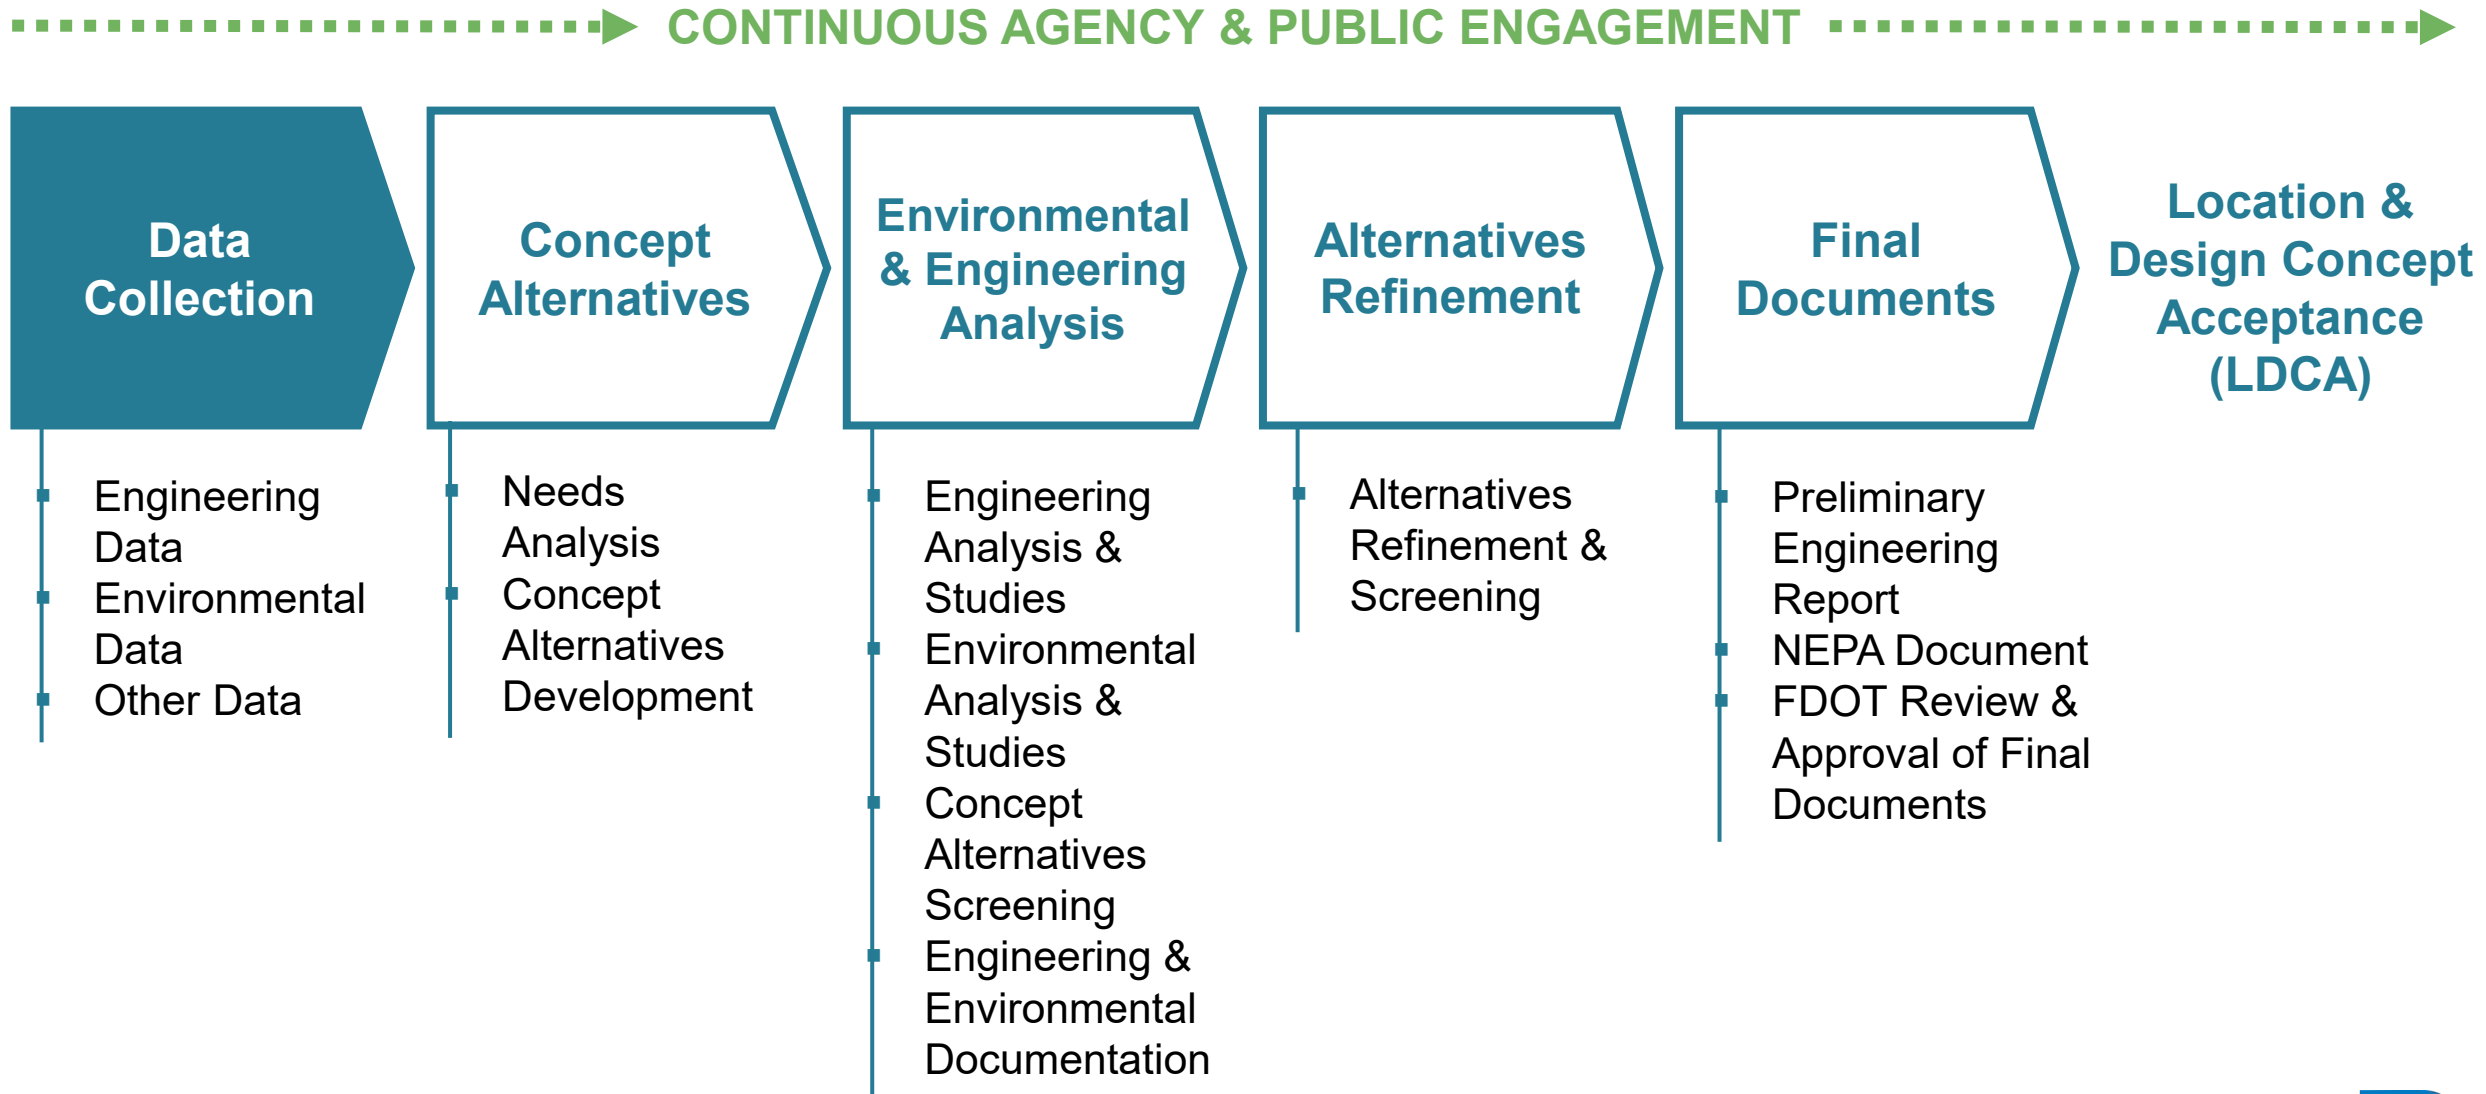 CONTINUOUS AGENCY & PUBLIC ENGAGEMENT
Data
Collection
Concept
Alternatives
Environmental
& Engineering
Analysis
Alternatives
Refinement
Final
Documents
Location &
Design Concept
Acceptance
(LDCA)
Engineering
Data
Environmental
Data
Other Data
Needs
Analysis
Concept
Alternatives
Development
Engineering
Analysis &
Studies
Environmental
Analysis &
Studies
Concept
Alternatives
Screening
Engineering &
Environmental
Documentation
Alternatives
Refinement &
Screening
Preliminary
Engineering
Report
NEPA Document
FDOT Review &
Approval of Final
Documents